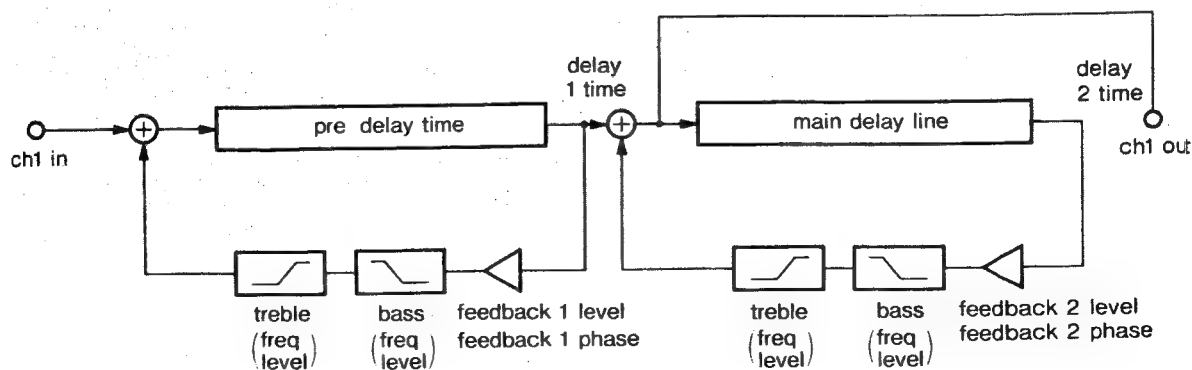 ch1 in
pre delay time
delay
1 time
main delay line
delay
2 time
ch1 out
treble
(freq
level)
bass
(freq
level)
feedback 1 level
feedback 1 phase
treble
(freq
level)
bass
(freq
level)
feedback 2 level
feedback 2 phase